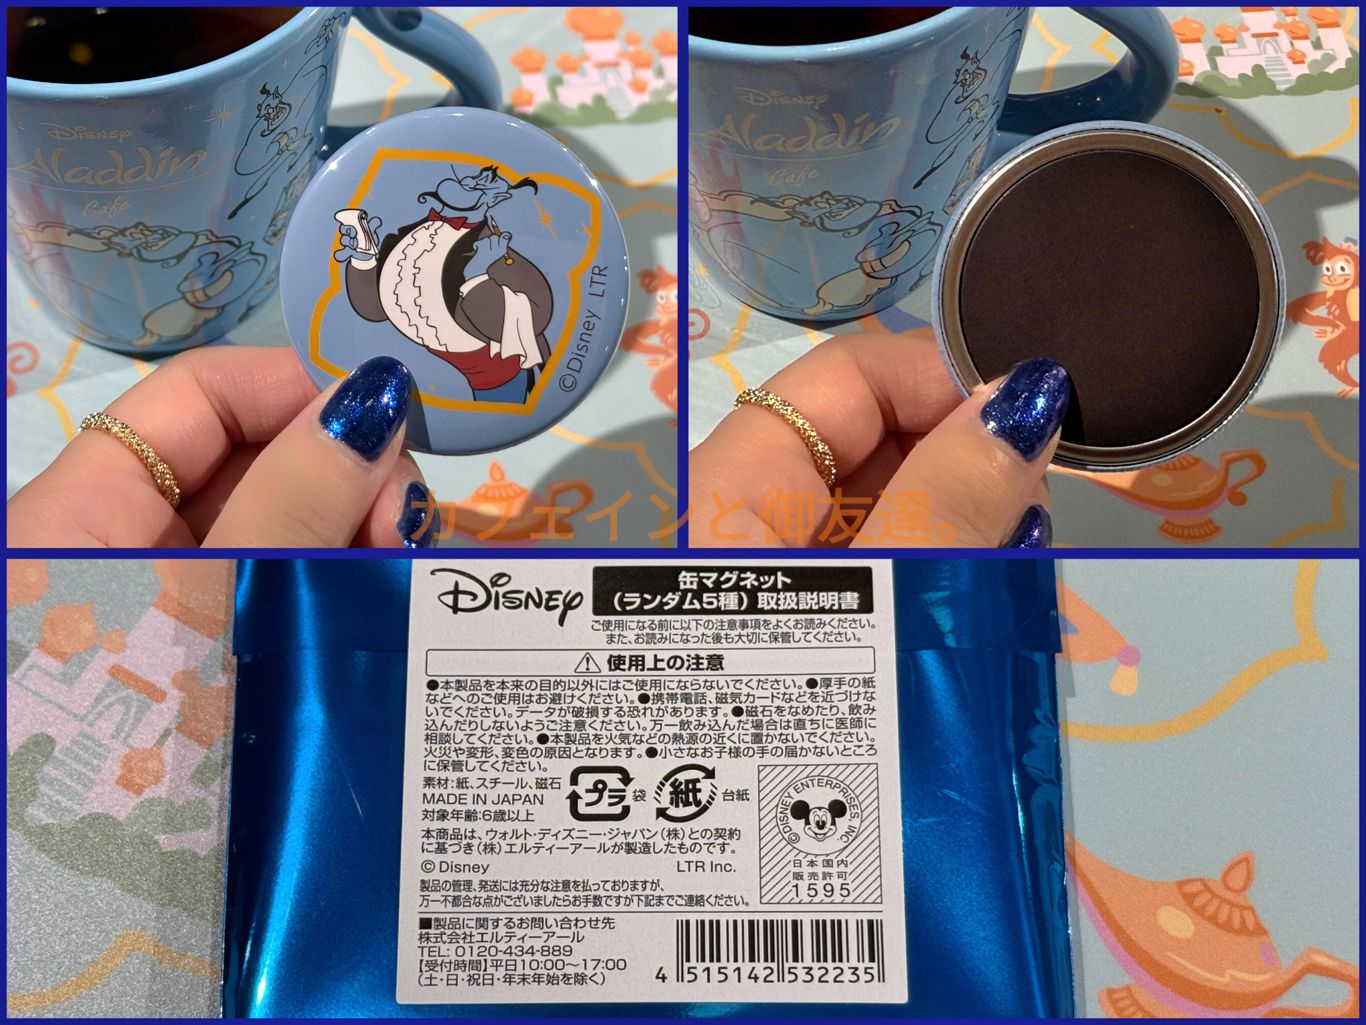 DISNEY
Aladdin
Cafe
©Disney LTR
DISNEY
Aladdin
Cafe
カフェインと御友達。
DISNEY
缶マグネット
(ランダム5種) 取扱説明書
ご使用になる前に以下の注意事項をよくお読みください。
また、お読みになった後も大切に保管してください。
⚠使用上の注意
●本製品を本来の目的以外にはご使用にならないでください。●厚手の紙
などへのご使用はお避けください。●携帯電話、磁気カードなどを近づけな
いでください。データが破損する恐れがあります。●磁石をなめたり、飲み
込んだりしないようご注意ください。万一飲み込んだ場合は直ちに医師に
相談してください。●本製品を火気などの熱源の近くに置かないでください。
火災や変形、変色の原因となります。●小さなお子様の手の届かないところ
に保管してください。
素材:紙、スチール、磁石
MADE IN JAPAN
対象年齢:6歳以上
プラ 袋
紙 台紙
本商品は、ウォルト・ディズニー・ジャパン(株)との契約
に基づき(株)エルティーアールが製造したものです。
© Disney LTR Inc.
製品の管理、発送には充分な注意を払っておりますが、
万一不都合な点がございましたらお手数ですが下記までご連絡ください。
©DISNEY ENTERPRISES INC.
日本国内
販売許可
1595
■製品に関するお問い合わせ先
株式会社エルティーアール
TEL: 0120-434-889
【受付時間】平日10:00〜17:00
(土・日・祝日・年末年始を除く)
4 515142 532235